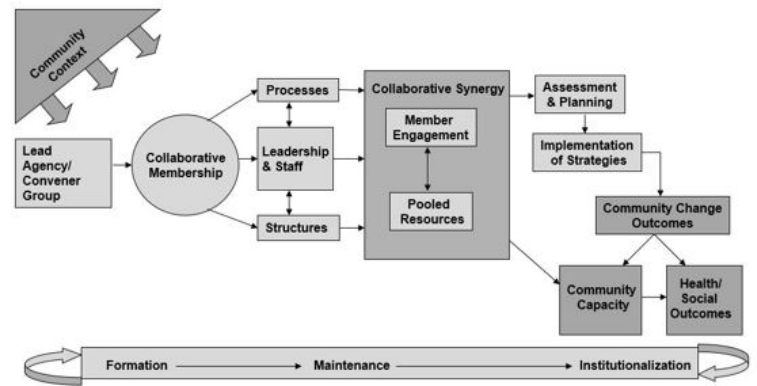 Community
Context
Lead
Agency/
Convener
Group
Collaborative
Membership
Processes
Leadership
& Staff
Structures
Collaborative Synergy
Member
Engagement
Pooled
Resources
Assessment
& Planning
Implementation
of Strategies
Community Change
Outcomes
Community
Capacity
Health/
Social
Outcomes
Formation
Maintenance
Institutionalization